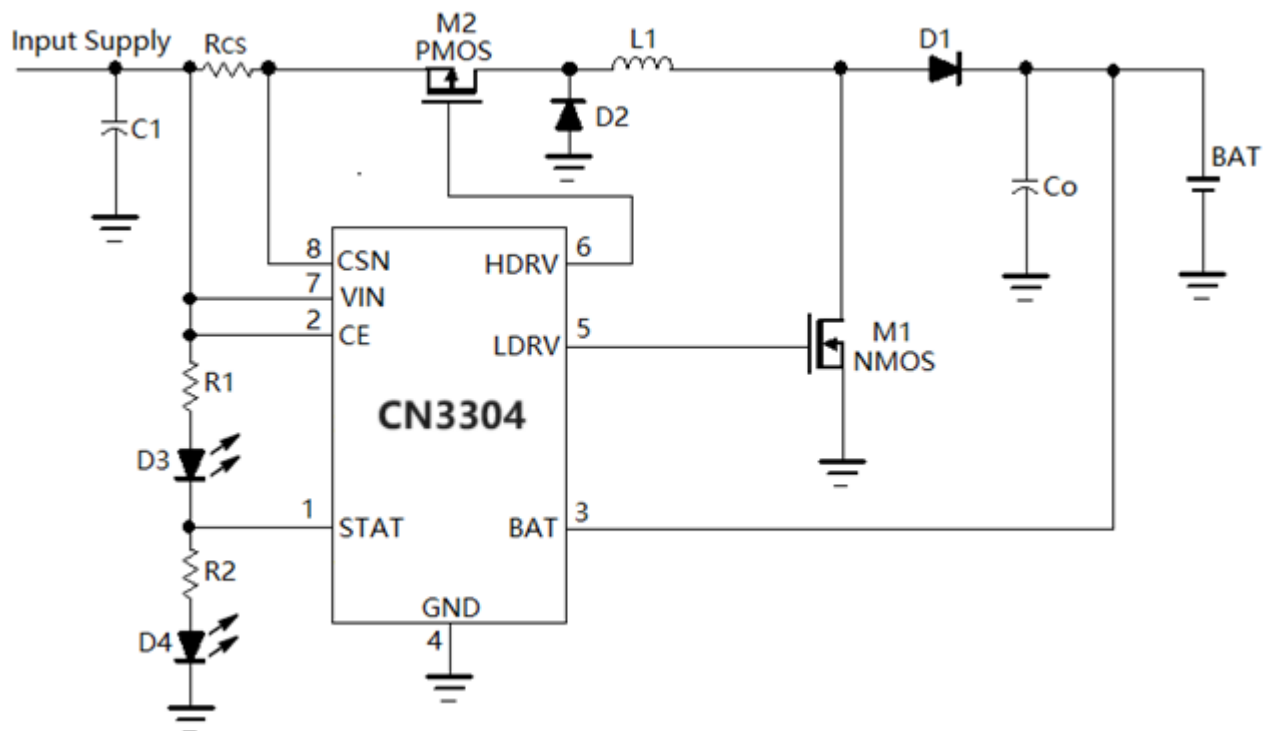 M2
PMOS
L1
D1
Input Supply
RCS
C1
D2
BAT
Co
8
CSN
HDRV
6
7
VIN
2
CE
LDRV
5
M1
NMOS
R1
CN3304
D3
1
STAT
BAT
3
R2
GND
D4
4